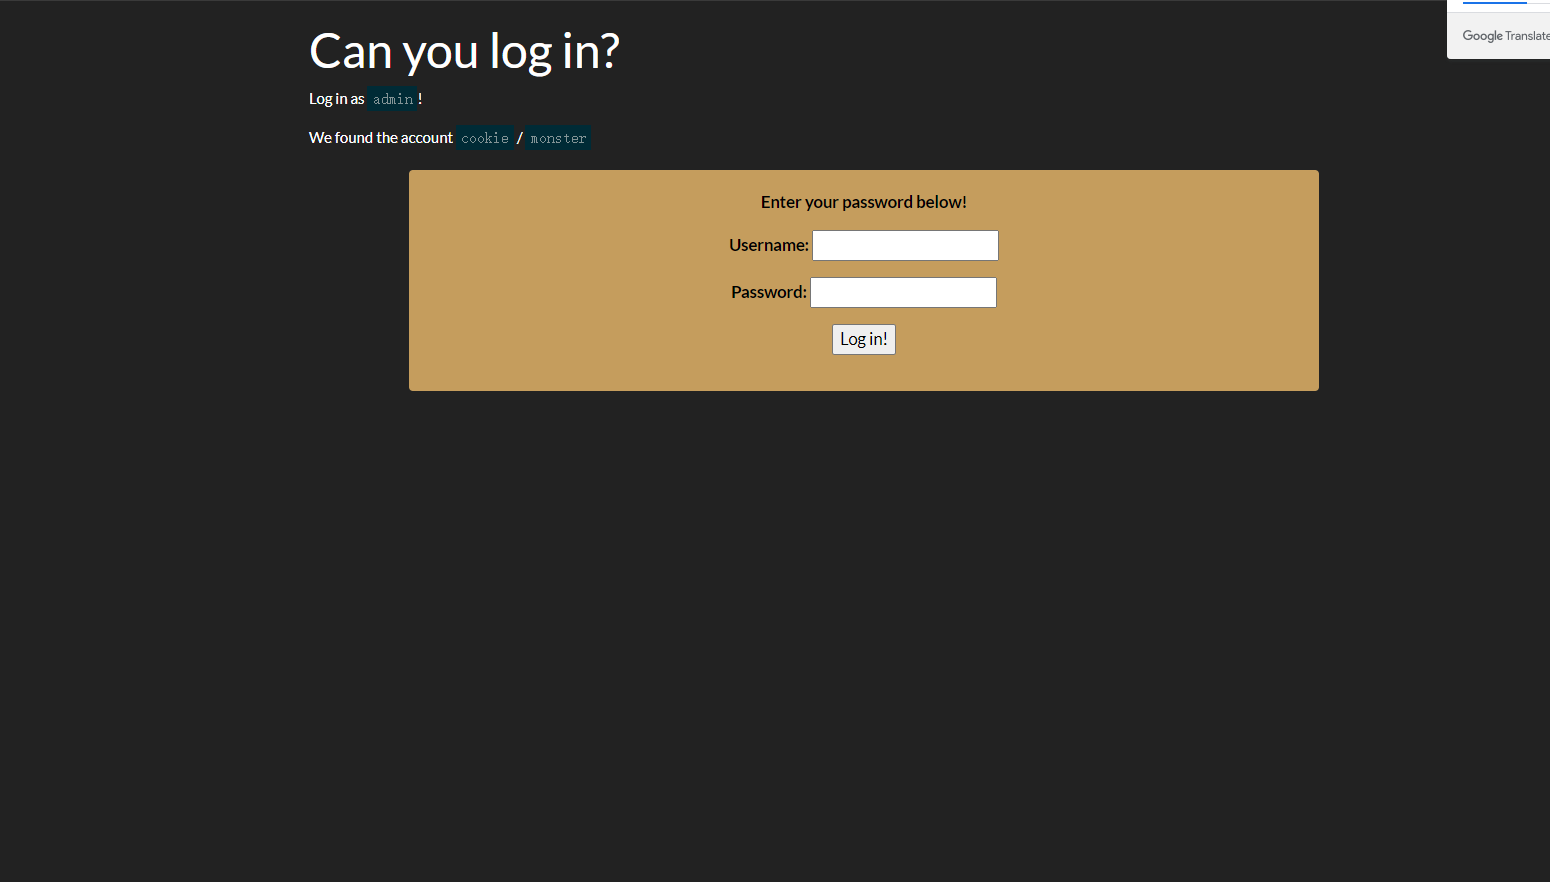 Can you log in?
Google Translate
Log in as admin!
We found the account cookie / monster
Enter your password below!
Username:
Password:
Log in!